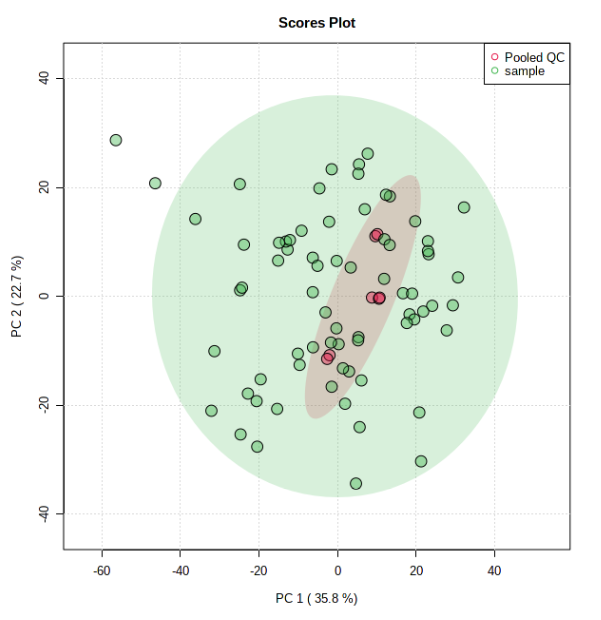 Scores Plot
Pooled QC
sample
40
20
0
-20
-40
PC 2 ( 22.7 %)
-60 -40 -20 0 20 40
PC 1 ( 35.8 %)